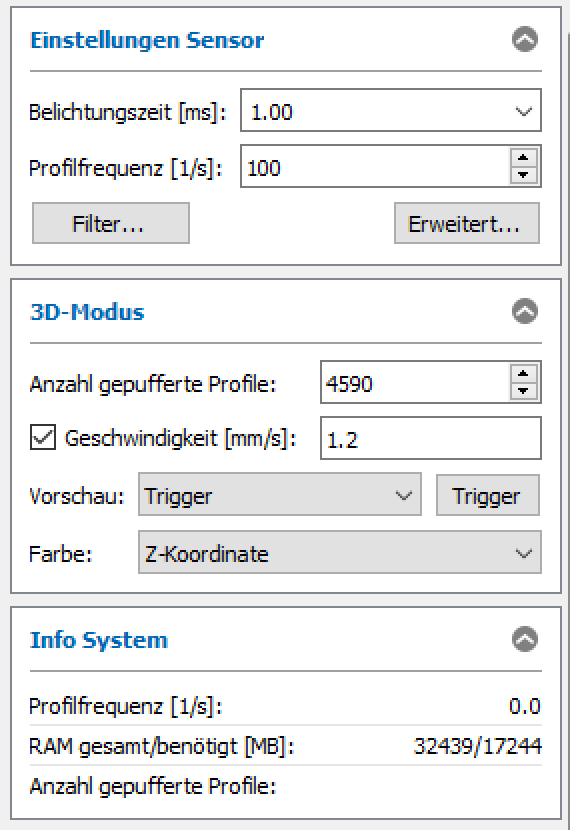 Einstellungen Sensor
Belichtungszeit [ms]: 1.00
Profilfrequenz [1/s]: 100
Filter... Erweitert...
3D-Modus
Anzahl gepufferte Profile: 4590
Geschwindigkeit [mm/s]: 1.2
Vorschau: Trigger Trigger
Farbe: Z-Koordinate
Info System
Profilfrequenz [1/s]: 0.0
RAM gesamt/benötigt [MB]: 32439/17244
Anzahl gepufferte Profile: